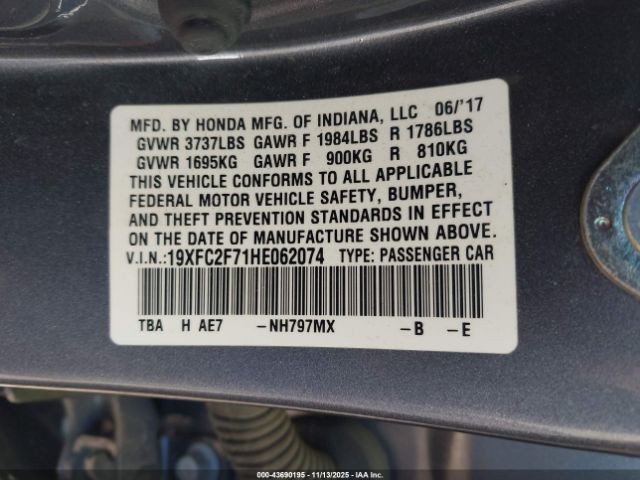 MFD. BY HONDA MFG. OF INDIANA, LLC 06/'17
GVWR 3737LBS GAWR F 1984LBS R 1786LBS
GVWR 1695KG GAWR F 900KG R 810KG
THIS VEHICLE CONFORMS TO ALL APPLICABLE
FEDERAL MOTOR VEHICLE SAFETY, BUMPER,
AND THEFT PREVENTION STANDARDS IN EFFECT
ON THE DATE OF MANUFACTURE SHOWN ABOVE.
V.I.N.:19XFC2F71HE062074 TYPE: PASSENGER CAR
TBA H AE7 -NH797MX -B -E
000-43690195 - 11/13/2025 - IAA Inc.